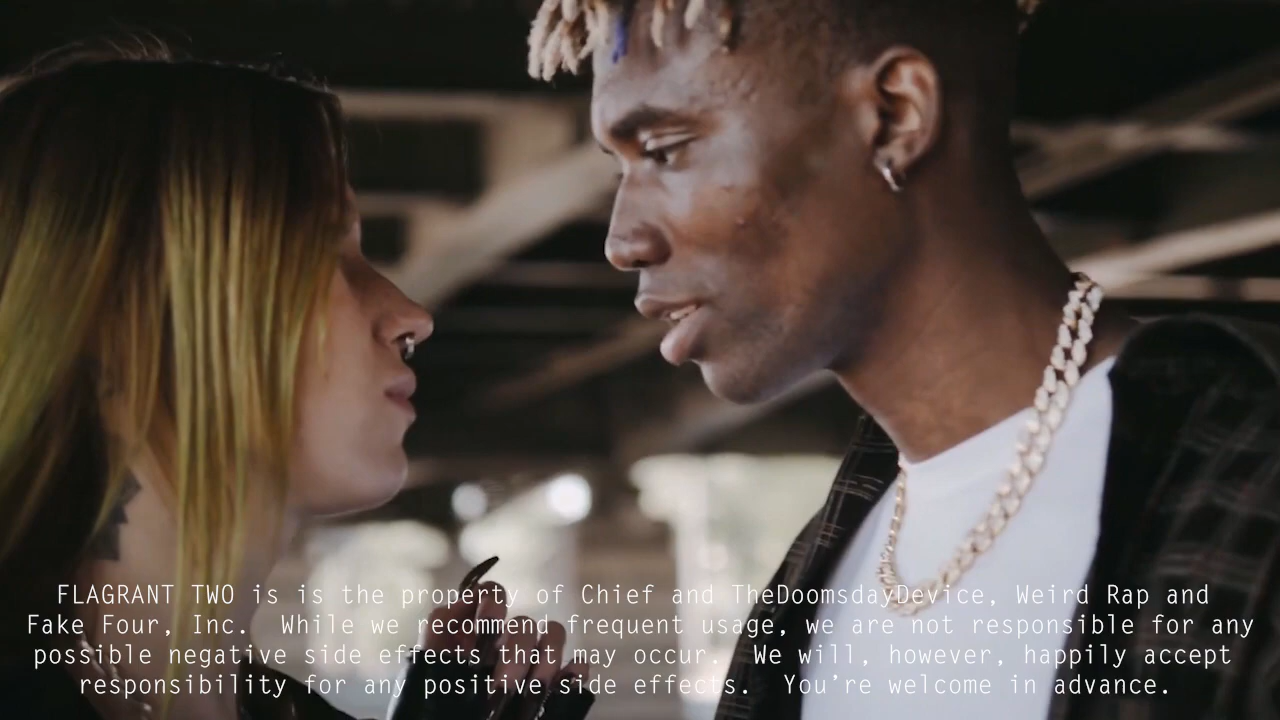 FLAGRANT TWO is is the property of Chief and TheDoomsdayDevice, Weird Rap and
Fake Four, Inc.  While we recommend frequent usage, we are not responsible for any
possible negative side effects that may occur.  We will, however, happily accept
responsibility for any positive side effects.  You're welcome in advance.